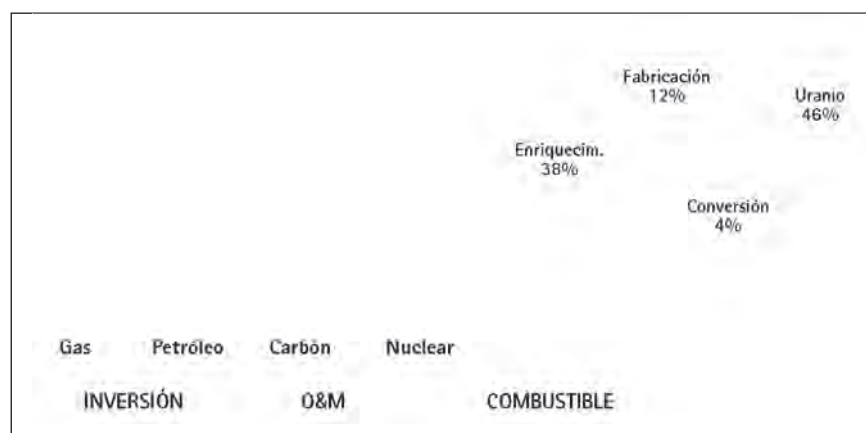 Fabricación
12%
Uranio
46%
Enriquecim.
38%
Conversión
4%
Gas Petróleo Carbón Nuclear
INVERSIÓN O&M COMBUSTIBLE